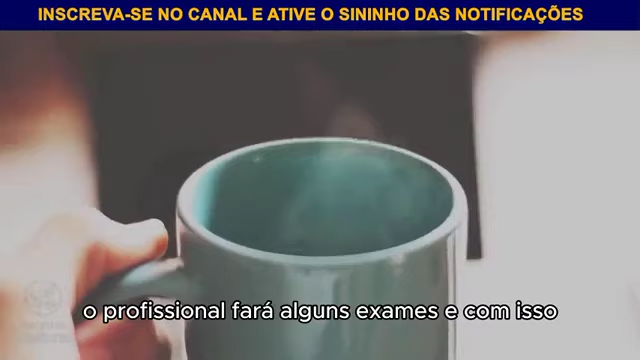 INSCREVA-SE NO CANAL E ATIVE O SININHO DAS NOTIFICAÇÕES
o profissional fará alguns exames e com isso